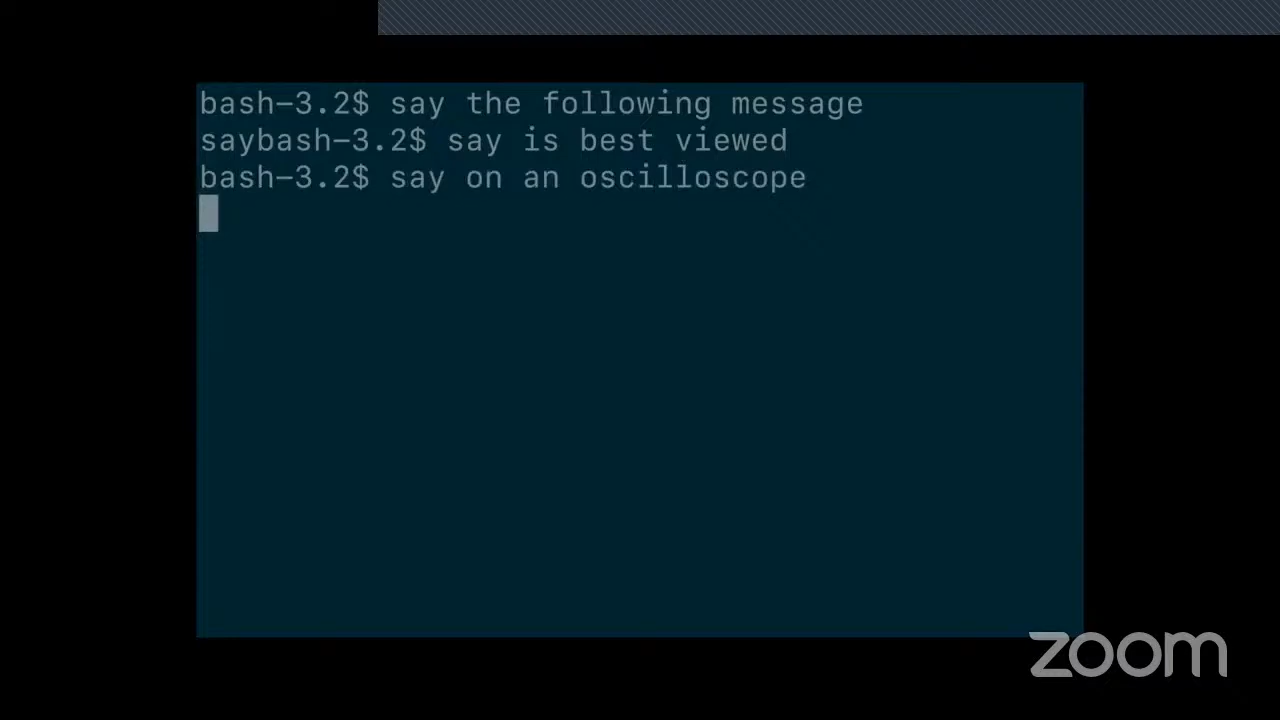 bash-3.2$ say the following message
saybash-3.2$ say is best viewed
bash-3.2$ say on an oscilloscope
zoom